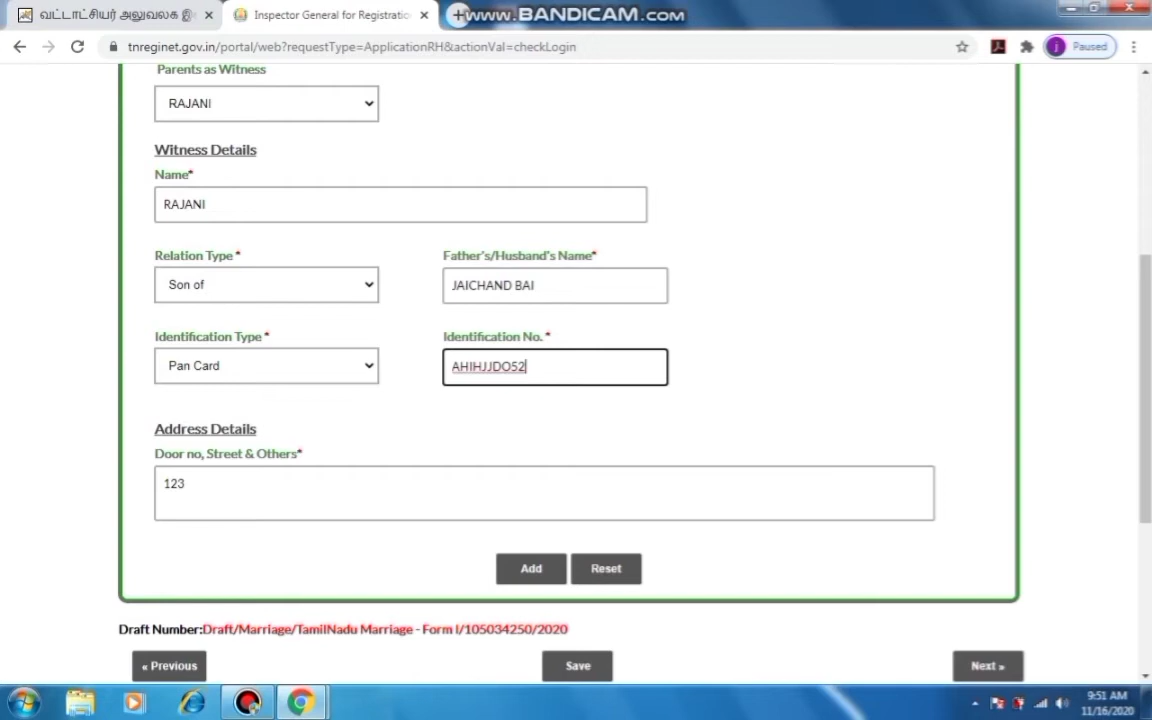 வட்டாட்சியர் அலுவலக இ
Inspector General for Registratio
www.BANDICAM.com
tnreginet.gov.in/portal/web?requestType=ApplicationRH&actionVal=checkLogin
j Paused
Parents as Witness
RAJANI
Witness Details
Name*
RAJANI
Relation Type * Father's/Husband's Name*
Son of JAICHAND BAI
Identification Type * Identification No. *
Pan Card AHIHJJDO52
Address Details
Door no, Street & Others*
123
Add Reset
Draft Number:Draft/Marriage/TamilNadu Marriage - Form I/105034250/2020
« Previous Save Next »
9:51 AM
11/16/2020